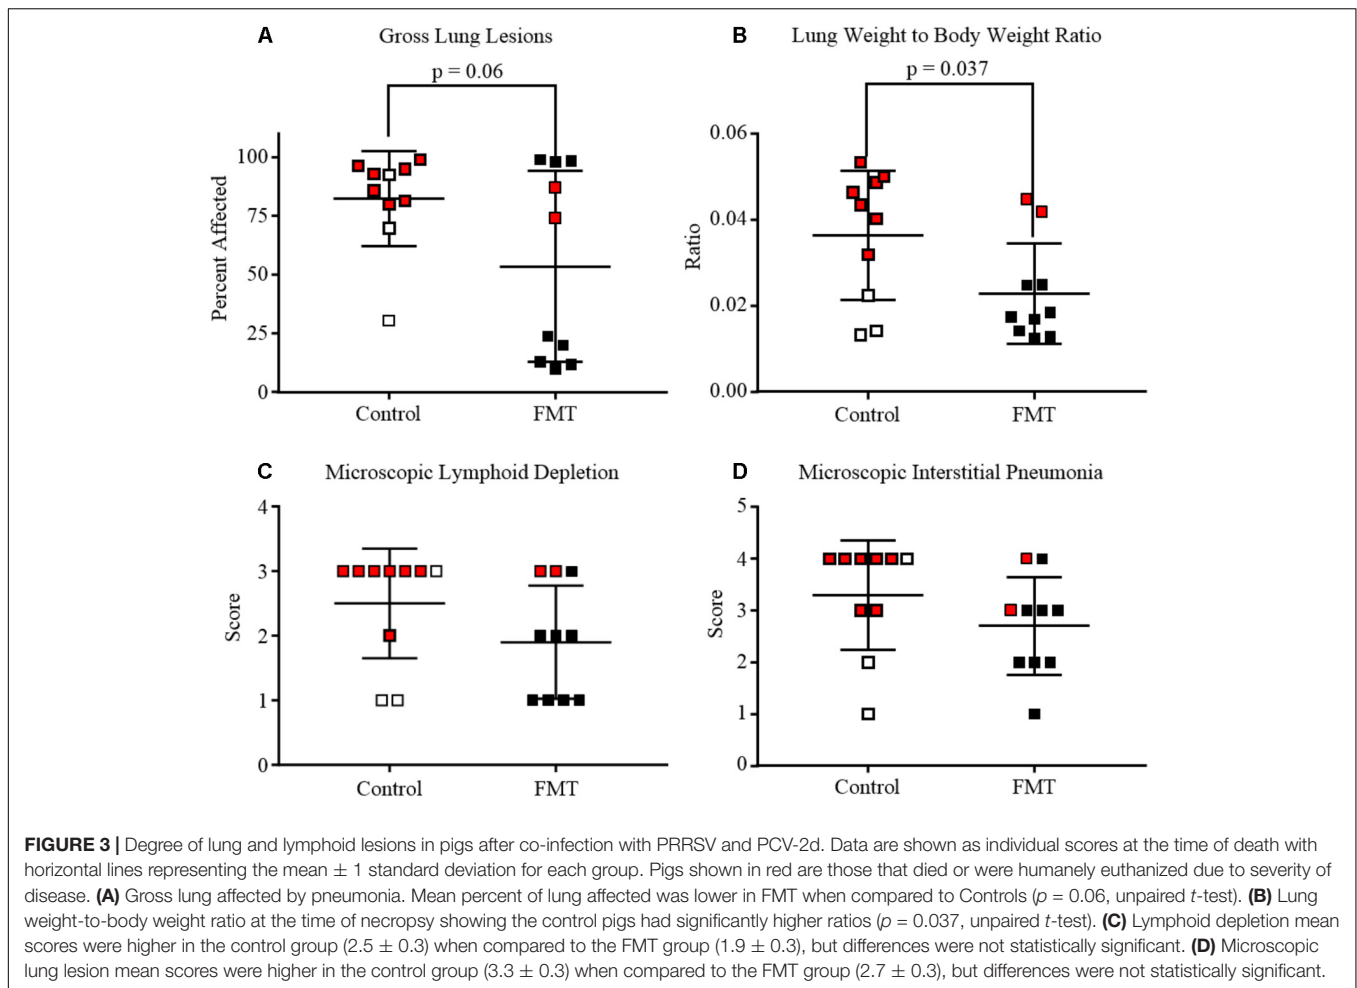 A
Gross Lung Lesions
p = 0.06
Percent Affected
100
75
50
25
0
Control
FMT
B
Lung Weight to Body Weight Ratio
p = 0.037
Ratio
0.06
0.04
0.02
0.00
Control
FMT
C
Microscopic Lymphoid Depletion
Score
4
3
2
1
0
Control
FMT
D
Microscopic Interstitial Pneumonia
Score
5
4
3
2
1
0
Control
FMT
FIGURE 3 | Degree of lung and lymphoid lesions in pigs after co-infection with PRRSV and PCV-2d. Data are shown as individual scores at the time of death with
horizontal lines representing the mean ± 1 standard deviation for each group. Pigs shown in red are those that died or were humanely euthanized due to severity of
disease. (A) Gross lung affected by pneumonia. Mean percent of lung affected was lower in FMT when compared to Controls (p = 0.06, unpaired t-test). (B) Lung
weight-to-body weight ratio at the time of necropsy showing the control pigs had significantly higher ratios (p = 0.037, unpaired t-test). (C) Lymphoid depletion mean
scores were higher in the control group (2.5 ± 0.3) when compared to the FMT group (1.9 ± 0.3), but differences were not statistically significant. (D) Microscopic
lung lesion mean scores were higher in the control group (3.3 ± 0.3) when compared to the FMT group (2.7 ± 0.3), but differences were not statistically significant.